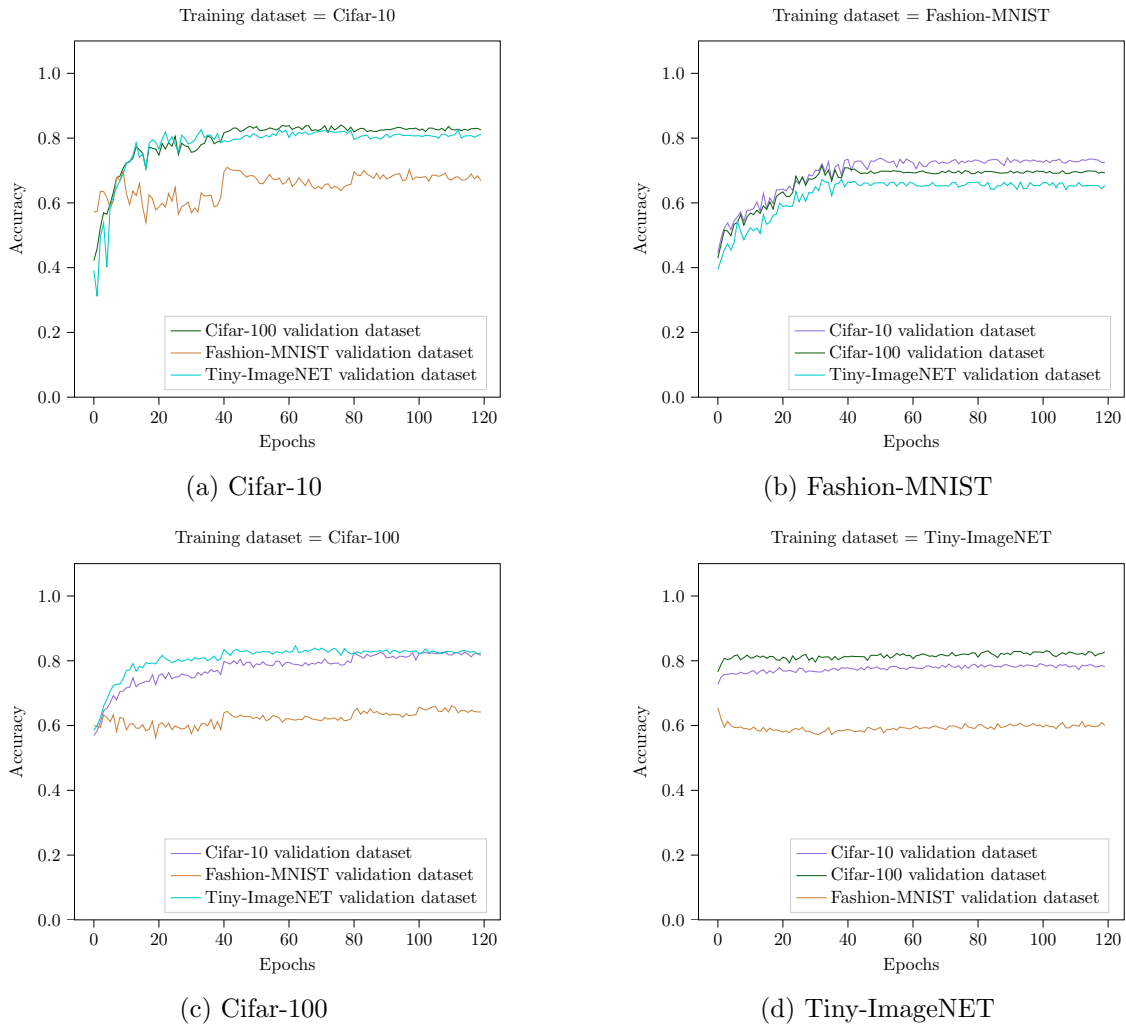 Training dataset = Cifar-10
1.0
0.8
0.6
0.4
0.2
0.0
Accuracy
Cifar-100 validation dataset
Fashion-MNIST validation dataset
Tiny-ImageNET validation dataset
0 20 40 60 80 100 120
Epochs
(a) Cifar-10
Training dataset = Fashion-MNIST
1.0
0.8
0.6
0.4
0.2
0.0
Accuracy
Cifar-10 validation dataset
Cifar-100 validation dataset
Tiny-ImageNET validation dataset
0 20 40 60 80 100 120
Epochs
(b) Fashion-MNIST
Training dataset = Cifar-100
1.0
0.8
0.6
0.4
0.2
0.0
Accuracy
Cifar-10 validation dataset
Fashion-MNIST validation dataset
Tiny-ImageNET validation dataset
0 20 40 60 80 100 120
Epochs
(c) Cifar-100
Training dataset = Tiny-ImageNET
1.0
0.8
0.6
0.4
0.2
0.0
Accuracy
Cifar-10 validation dataset
Cifar-100 validation dataset
Fashion-MNIST validation dataset
0 20 40 60 80 100 120
Epochs
(d) Tiny-ImageNET